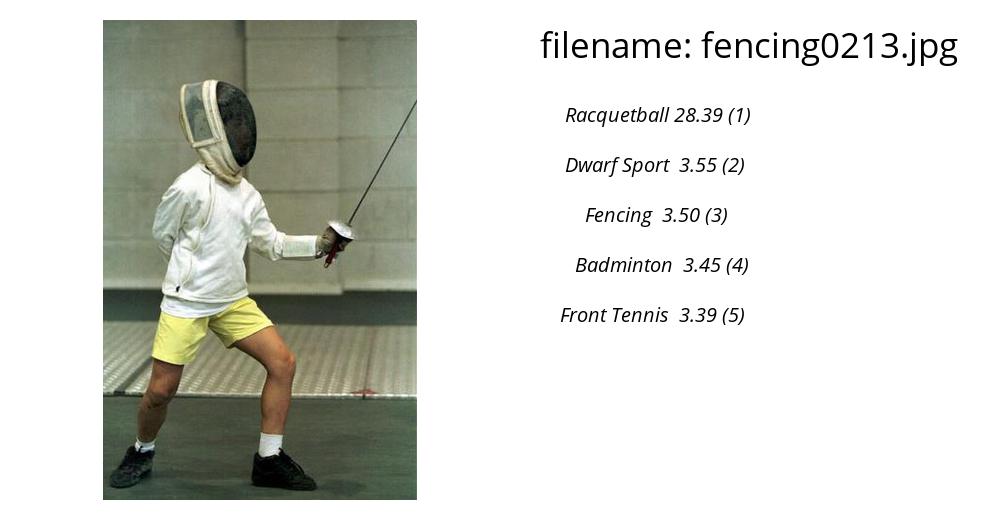 filename: fencing0213.jpg
Racquetball 28.39 (1)
Dwarf Sport 3.55 (2)
Fencing 3.50 (3)
Badminton 3.45 (4)
Front Tennis 3.39 (5)